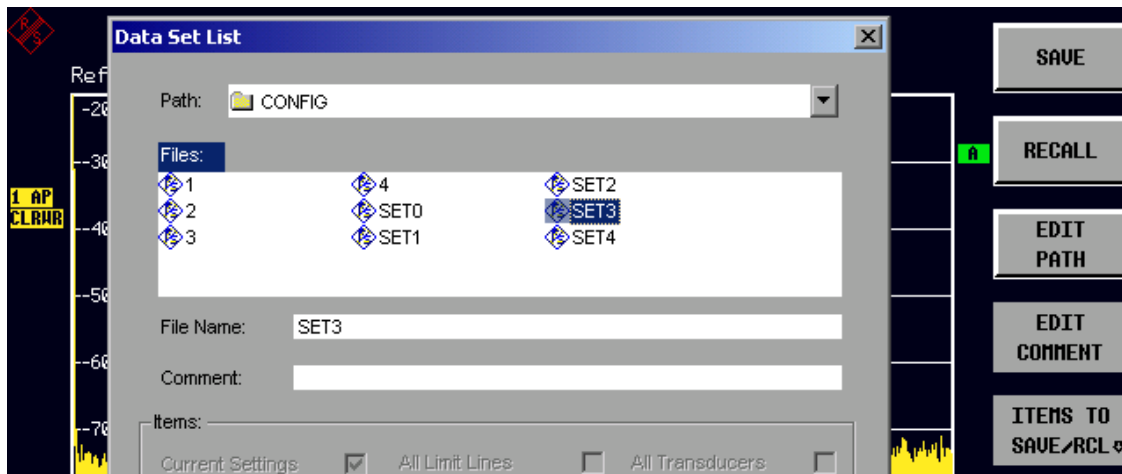 R
S
Data Set List
SAVE
Ref
Path: CONFIG
-20
Files:
--30
A
RECALL
1 4 SET2
1 AP
2 SET0 SET3
CLRWR
--40
3 SET1 SET4
EDIT
PATH
--50
File Name: SET3
EDIT
COMMENT
--60
Comment:
ITEMS TO
SAVE/RCL
--70
Items:
Current Settings All Limit Lines All Transducers